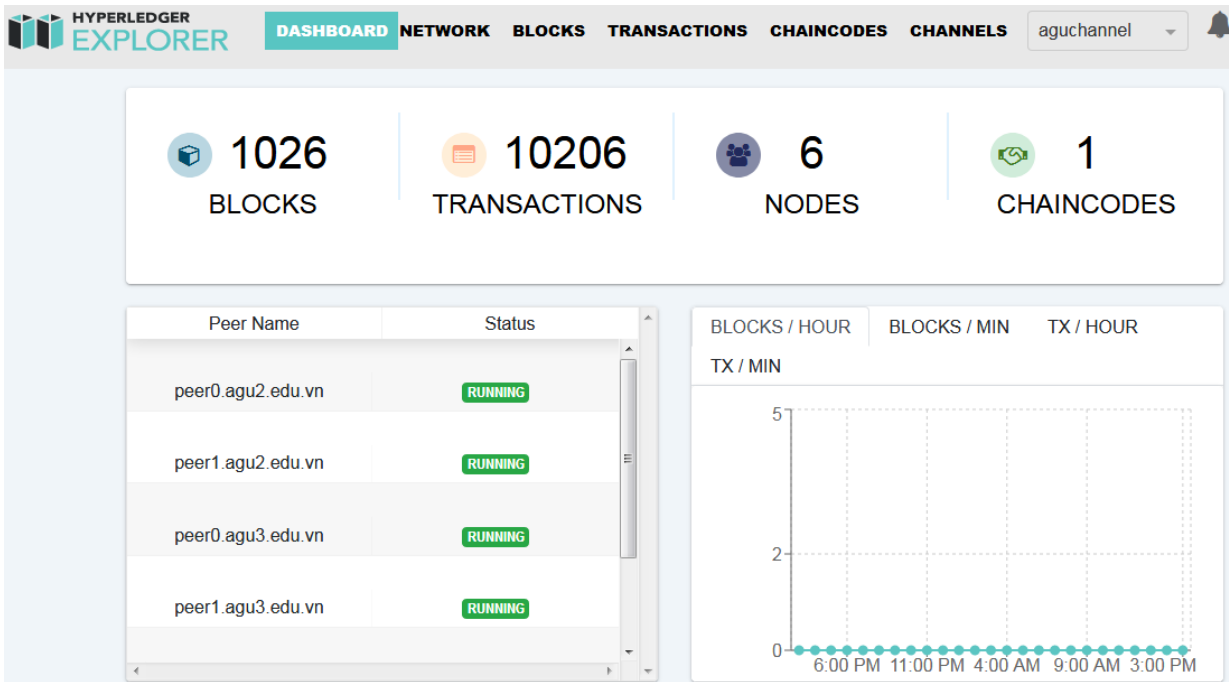 HYPERLEDGER
EXPLORER
DASHBOARD NETWORK BLOCKS TRANSACTIONS CHAINCODES CHANNELS aguchannel
1026 10206 6 1
BLOCKS TRANSACTIONS NODES CHAINCODES
Peer Name Status
peer0.agu2.edu.vn RUNNING
peer1.agu2.edu.vn RUNNING
peer0.agu3.edu.vn RUNNING
peer1.agu3.edu.vn RUNNING
BLOCKS / HOUR BLOCKS / MIN TX / HOUR
TX / MIN
5
2
0
6:00 PM 11:00 PM 4:00 AM 9:00 AM 3:00 PM